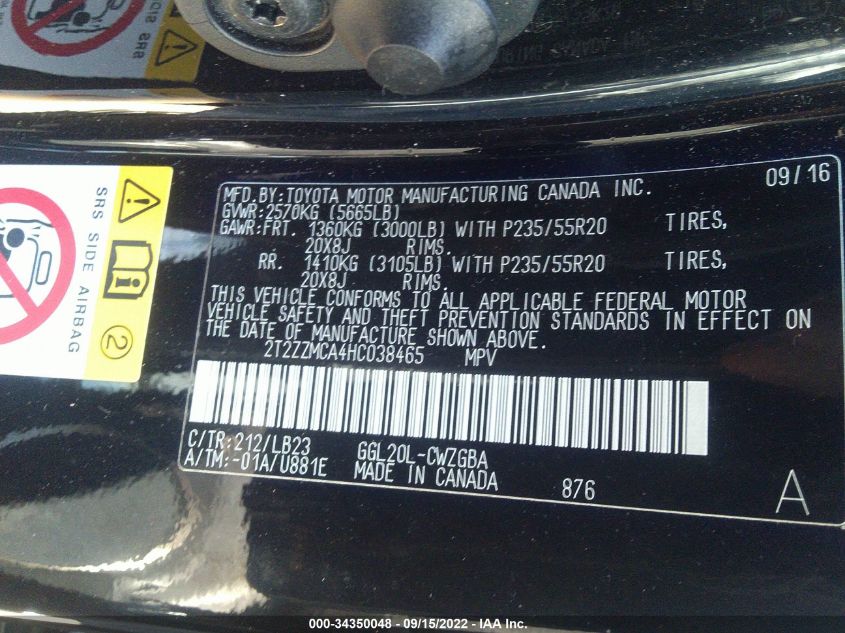 SRS SIDE AIRBAG
2
09/16
MFD.BY:TOYOTA MOTOR MANUFACTURING CANADA INC.
GVWR:2570KG (5665LB)
GAWR:FRT. 1360KG (3000LB) WITH P235/55R20 TIRES,
20X8J RIMS.
RR. 1410KG (3105LB) WITH P235/55R20 TIRES,
20X8J RIMS.
THIS VEHICLE CONFORMS TO ALL APPLICABLE FEDERAL MOTOR
VEHICLE SAFETY AND THEFT PREVENTION STANDARDS IN EFFECT ON
THE DATE OF MANUFACTURE SHOWN ABOVE.
2T2ZZMCA4HC038465 MPV
C/TR:212/LB23 GGL20L-CWZGBA
A/TM:-01A/U881E MADE IN CANADA
876
A
000-34350048 - 09/15/2022 - IAA Inc.